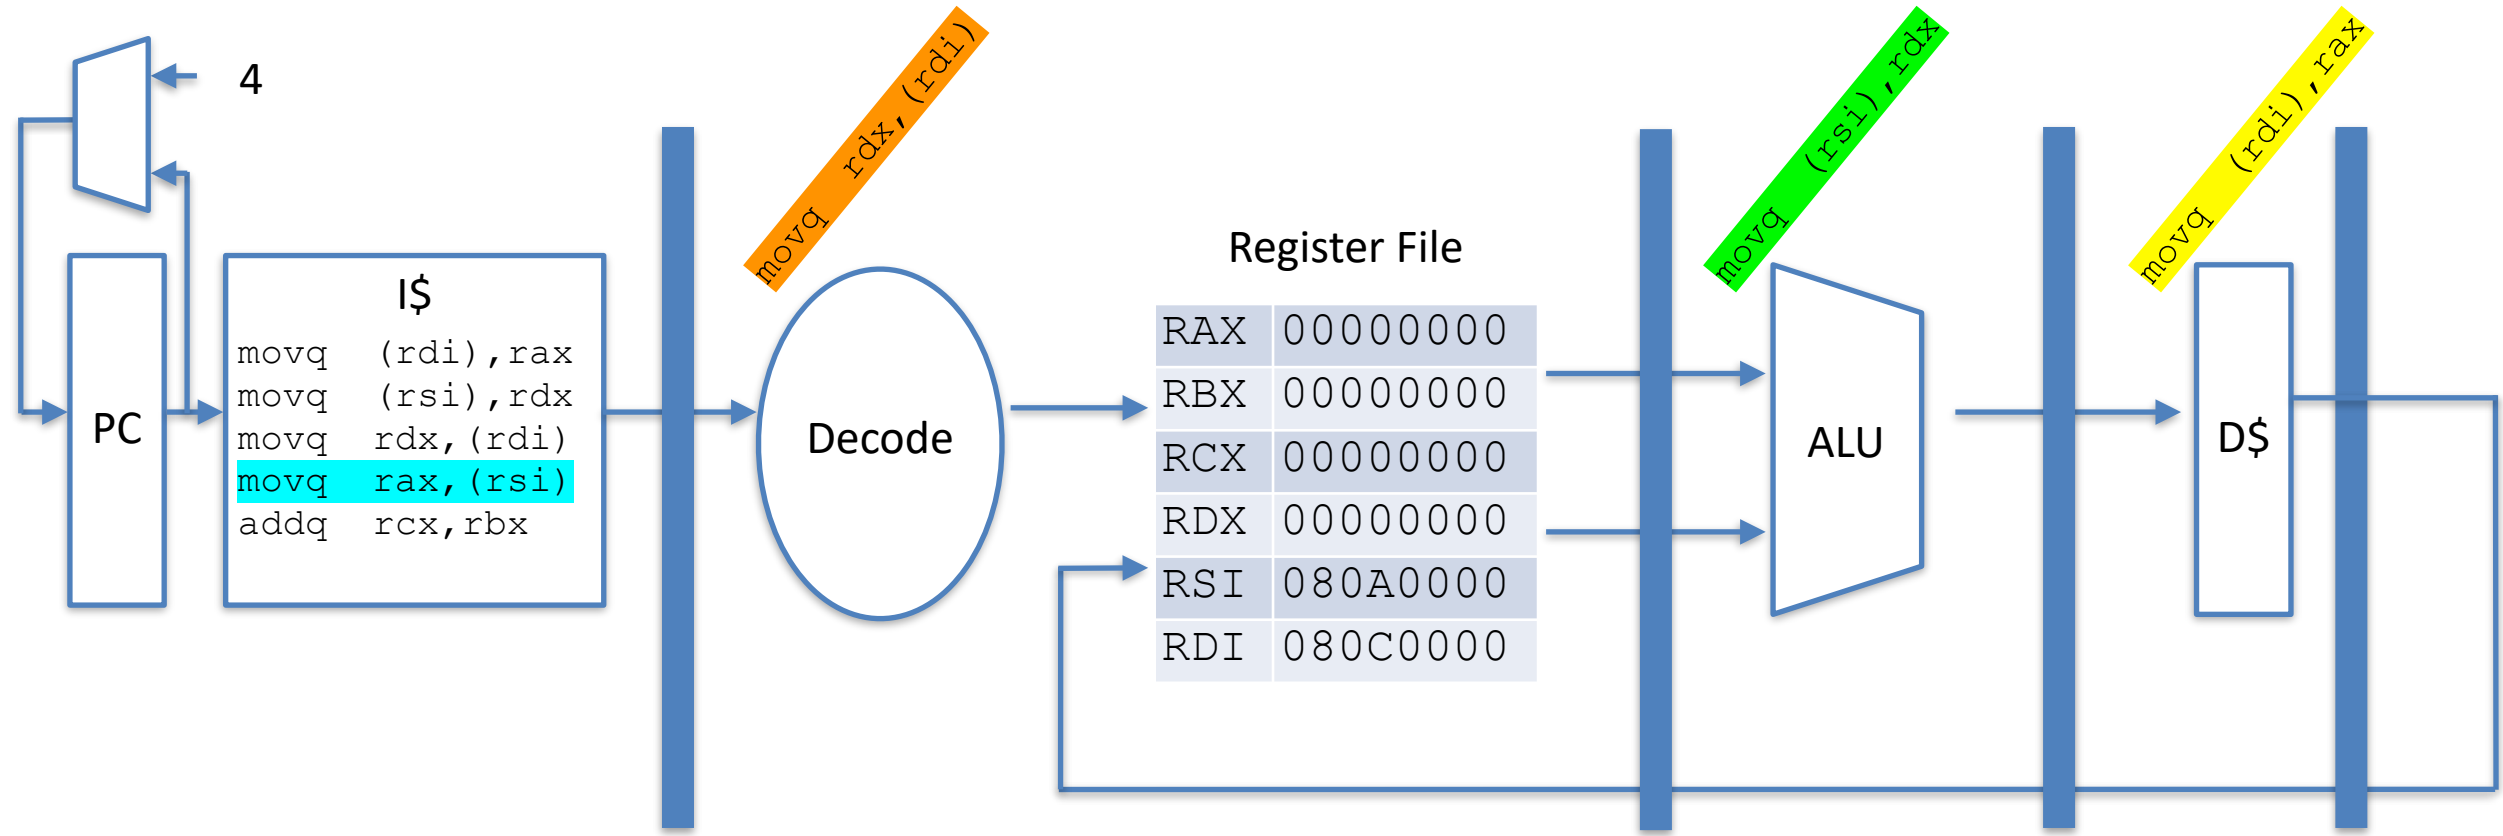 4
movq rdx,(rdi)
movq (rsi),rdx
movq (rdi),rax
Register File
I$
movq (rdi),rax
movq (rsi),rdx
movq rdx,(rdi)
movq rax,(rsi)
addq rcx,rbx
PC
Decode
RAX 00000000
RBX 00000000
RCX 00000000
RDX 00000000
RSI 080A0000
RDI 080C0000
ALU
D$